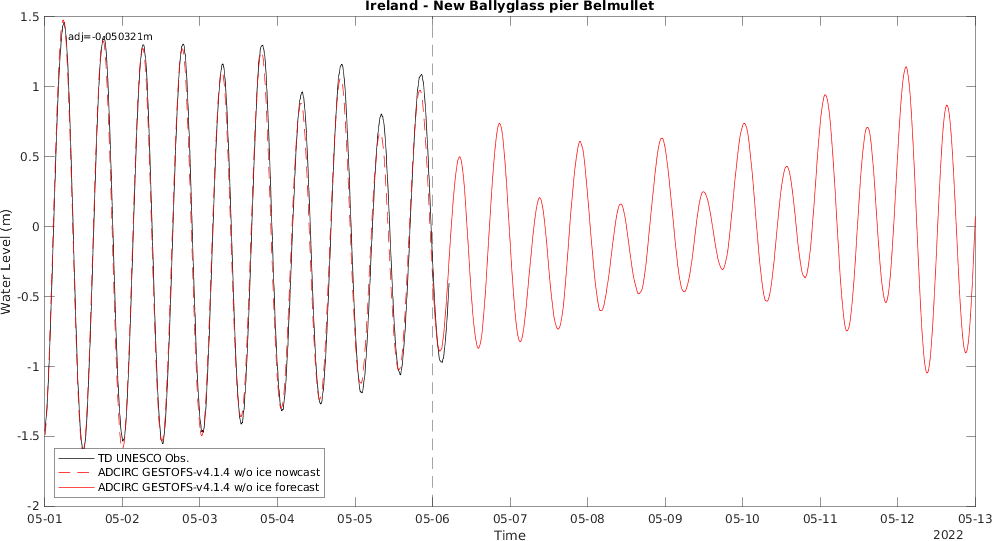 Ireland - New Ballyglass pier Belmullet
adj=-0.050321m
1.5
1
0.5
0
-0.5
-1
-1.5
-2
Water Level (m)
TD UNESCO Obs.
ADCIRC GESTOFS-v4.1.4 w/o ice nowcast
ADCIRC GESTOFS-v4.1.4 w/o ice forecast
05-01 05-02 05-03 05-04 05-05 05-06 05-07 05-08 05-09 05-10 05-11 05-12 05-13
Time
2022